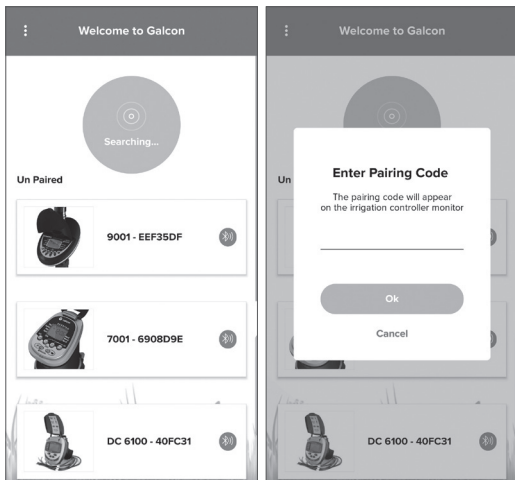 Welcome to Galcon
Searching...
Un Paired
9001 - EEF35DF
7001 - 6908D9E
DC 6100 - 40FC31
Welcome to Galcon
Un
Enter Pairing Code
The pairing code will appear
on the irrigation controller monitor
Ok
Cancel
DC 6100 - 40FC31